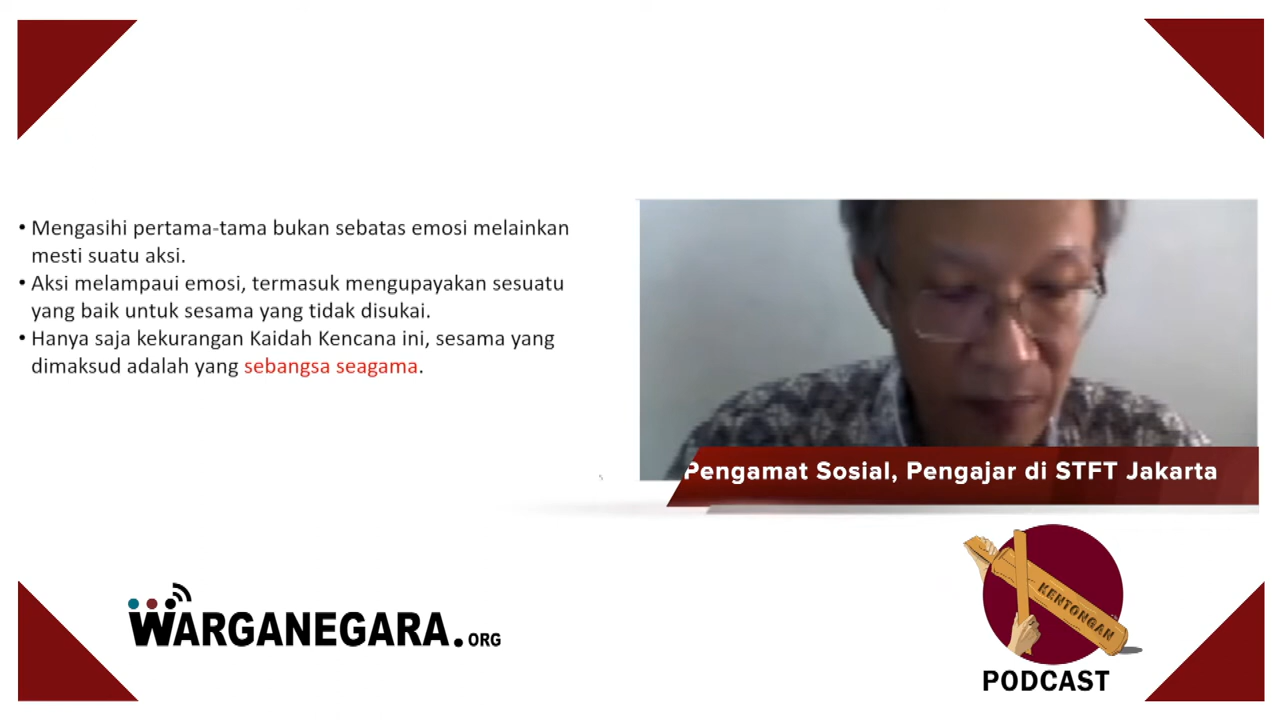 • Mengasihi pertama-tama bukan sebatas emosi melainkan
mesti suatu aksi.
• Aksi melampaui emosi, termasuk mengupayakan sesuatu
yang baik untuk sesama yang tidak disukai.
• Hanya saja kekurangan Kaidah Kencana ini, sesama yang
dimaksud adalah yang sebangsa seagama.
Pengamat Sosial, Pengajar di STFT Jakarta
WARGANEGARA.ORG
KENTONGAN
PODCAST